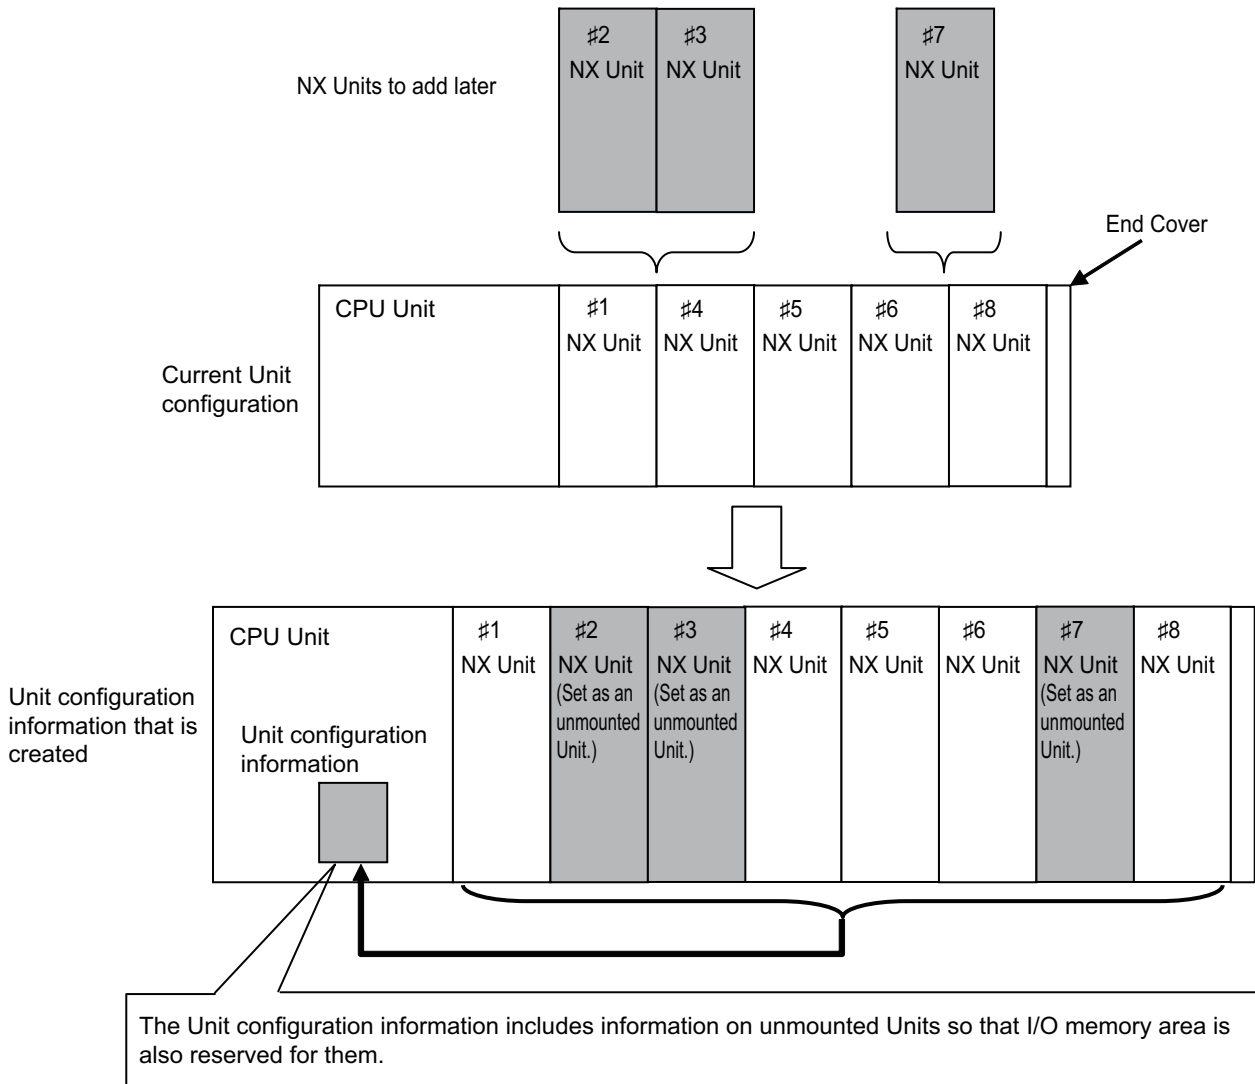 ♯2
NX Unit
♯3
NX Unit
♯7
NX Unit
NX Units to add later
End Cover
CPU Unit
♯1
NX Unit
♯4
NX Unit
♯5
NX Unit
♯6
NX Unit
♯8
NX Unit
Current Unit
configuration
CPU Unit
♯1
NX Unit
♯2
NX Unit
(Set as an
unmounted
Unit.)
♯3
NX Unit
(Set as an
unmounted
Unit.)
♯4
NX Unit
♯5
NX Unit
♯6
NX Unit
♯7
NX Unit
(Set as an
unmounted
Unit.)
♯8
NX Unit
Unit configuration
information that is
created
Unit configuration
information
The Unit configuration information includes information on unmounted Units so that I/O memory area is
also reserved for them.